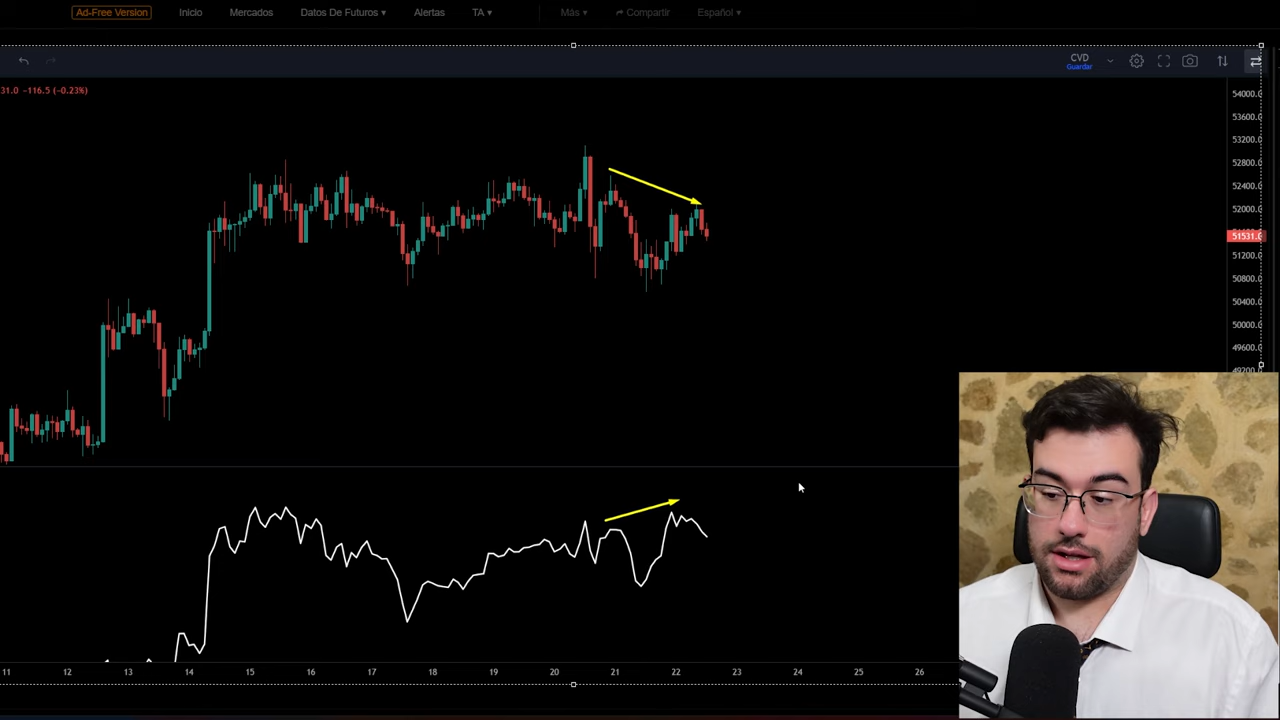 Ad-Free Version Inicio Mercados Datos De Futuros ▾ Alertas TA ▾ Más ▾ Compartir Español ▾
CVD
Guardar
31.0 −116.5 (−0.23%)
54000.0
53600.0
53200.0
52800.0
52400.0
52000.0
51531.0
51200.0
50800.0
50400.0
50000.0
49600.0
49200.0
11 12 13 14 15 16 17 18 19 20 21 22 23 24 25 26